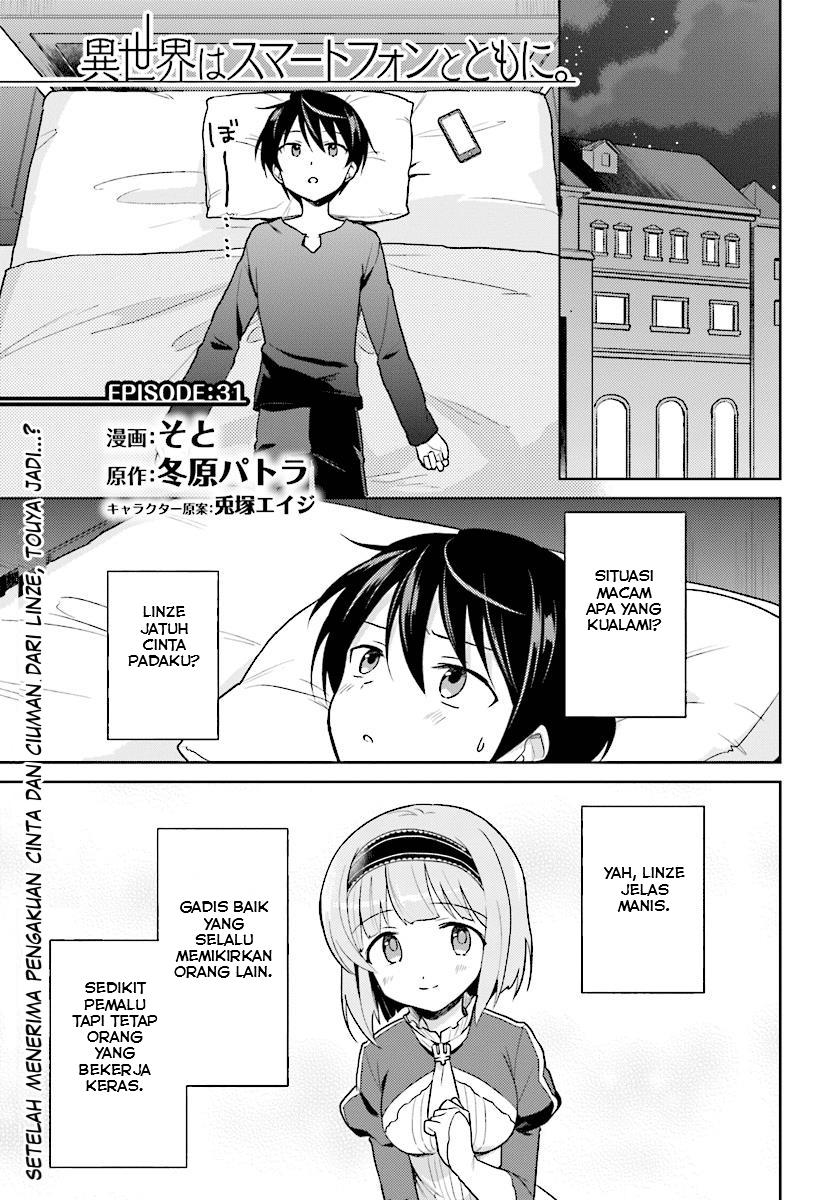 異世界はスマートフォンとともに。
ぼ
EPISODE:31
漫画:そと
原作:冬原パトラ
キャラクター原案:兎塚エイジ
SETELAH MENERIMA PENGAKUAN CINTA DAN CIUMAN DARI LINZE, TOUYA JADI...?
SITUASI
MACAM
APA YANG
KUALAMI?
LINZE
JATUH
CINTA
PADAKU?
YAH, LINZE
JELAS
MANIS.
GADIS BAIK
YANG
SELALU
MEMIKIRKAN
ORANG LAIN.
SEDIKIT
PEMALU
TAPI TETAP
ORANG
YANG
BEKERJA
KERAS.